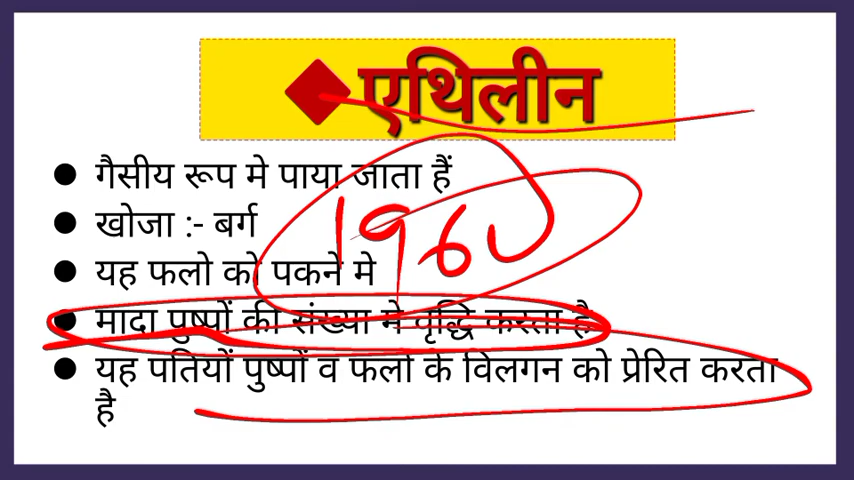 एथिलीन
गैसीय रूप मे पाया जाता हैं
खोजा :- बर्ग
1960
यह फलो को पकने मे
मादा पुष्पों की संख्या मे वृद्धि करता है
यह पतियों पुष्पों व फलो के विलगन को प्रेरित करता
है